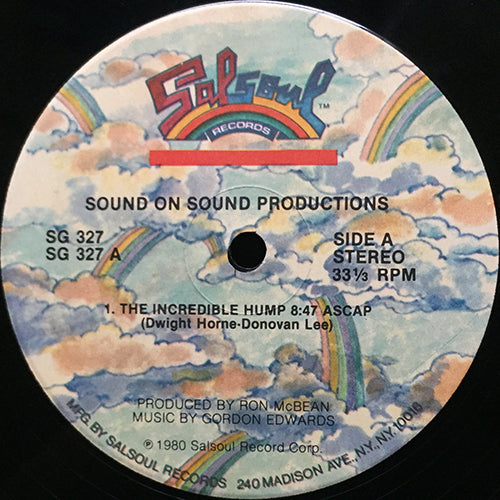 Salsoul
TM
RECORDS
SOUND ON SOUND PRODUCTIONS
SG 327
SG 327 A
SIDE A
STEREO
33⅓ RPM
1. THE INCREDIBLE HUMP 8:47 ASCAP
(Dwight Horne-Donovan Lee)
PRODUCED BY RON McBEAN
MUSIC BY GORDON EDWARDS
℗ 1980 Salsoul Record Corp.
MFG. BY SALSOUL RECORDS 240 MADISON AVE., N.Y., N.Y. 10016